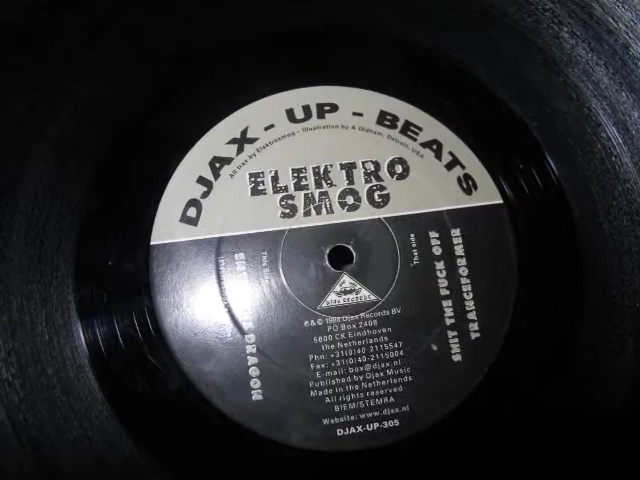 DJAX - UP - BEATS
All trax by Elektrosmog - Illustration by A Oldham, Detroit, USA
ELEKTRO
SMOG
This
DRAGON
That side
SHIT THE FUCK OFF
TRANCEFORMER
DJAX RECORDS
℗&© 1998 Djax Records BV
PO Box 2408
5600 CK Eindhoven
the Netherlands
Phn: +31(0)40-2115547
Fax: +31(0)40-2115004
E-mail: box@djax.nl
Published by Djax Music
Made in the Netherlands
All rights reserved
BIEM/STEMRA
Website: www.djax.nl
DJAX-UP-305